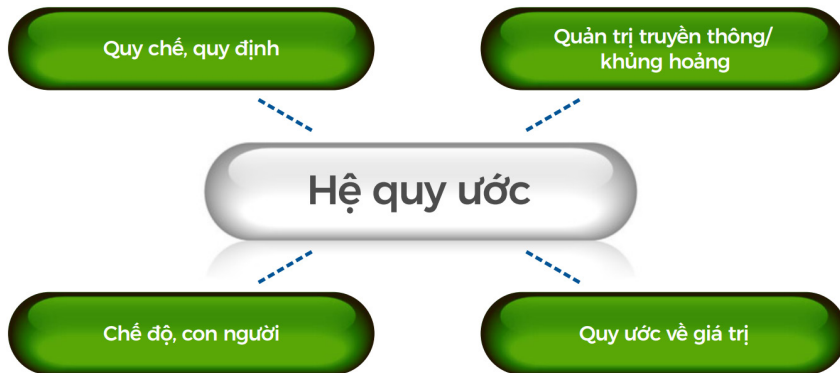 Quy chế, quy định
Quản trị truyền thông/
khủng hoảng
Hệ quy ước
Chế độ, con người
Quy ước về giá trị